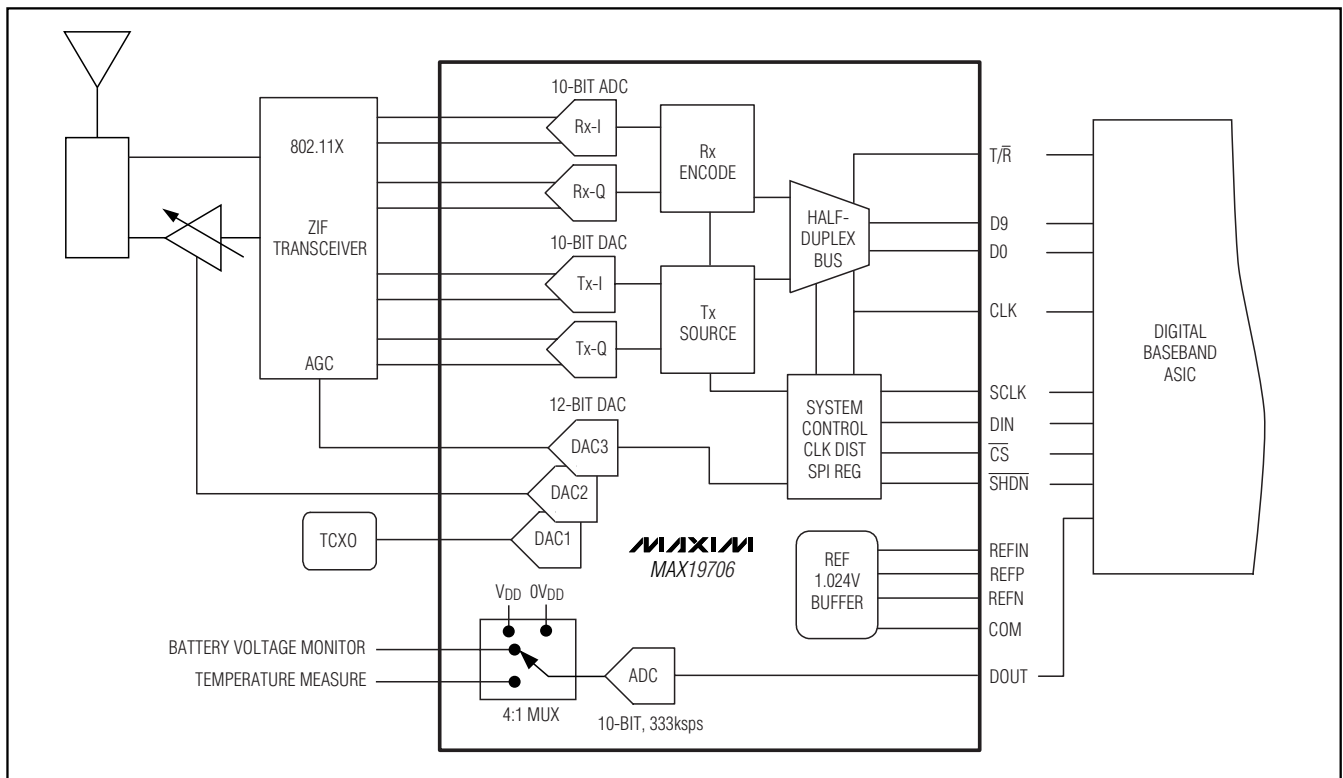 10-BIT ADC
Rx-I
Rx-Q
10-BIT DAC
Tx-I
Tx-Q
802.11X
ZIF
TRANSCEIVER
AGC
Rx
ENCODE
Tx
SOURCE
HALF-
DUPLEX
BUS
T/R̅
D9
D0
CLK
SCLK
DIN
C̅S̅
S̅H̅D̅N̅
DIGITAL
BASEBAND
ASIC
SYSTEM
CONTROL
CLK DIST
SPI REG
12-BIT DAC
DAC3
DAC2
DAC1
TCXO
MAXIM
MAX19706
REF
1.024V
BUFFER
REFIN
REFP
REFN
COM
DOUT
VDD 0VDD
BATTERY VOLTAGE MONITOR
TEMPERATURE MEASURE
4:1 MUX
ADC
10-BIT, 333ksps